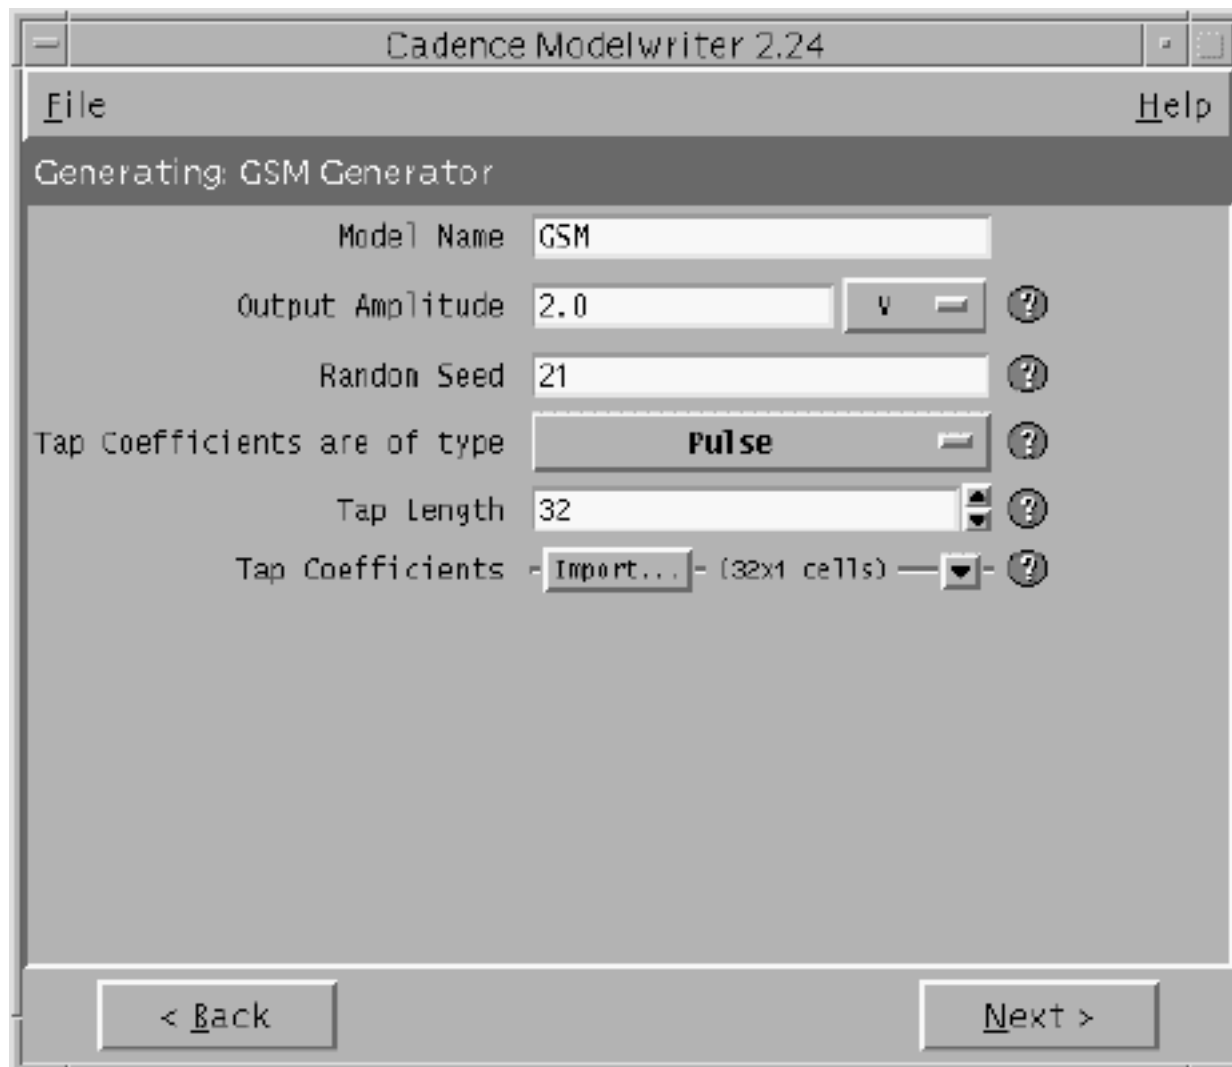 Cadence Modelwriter 2.24
File Help
Generating: GSM Generator
Model Name GSM
Output Amplitude 2.0 V ?
Random Seed 21 ?
Tap Coefficients are of type Pulse ?
Tap Length 32 ?
Tap Coefficients Import... (32x1 cells) ?
< Back Next >